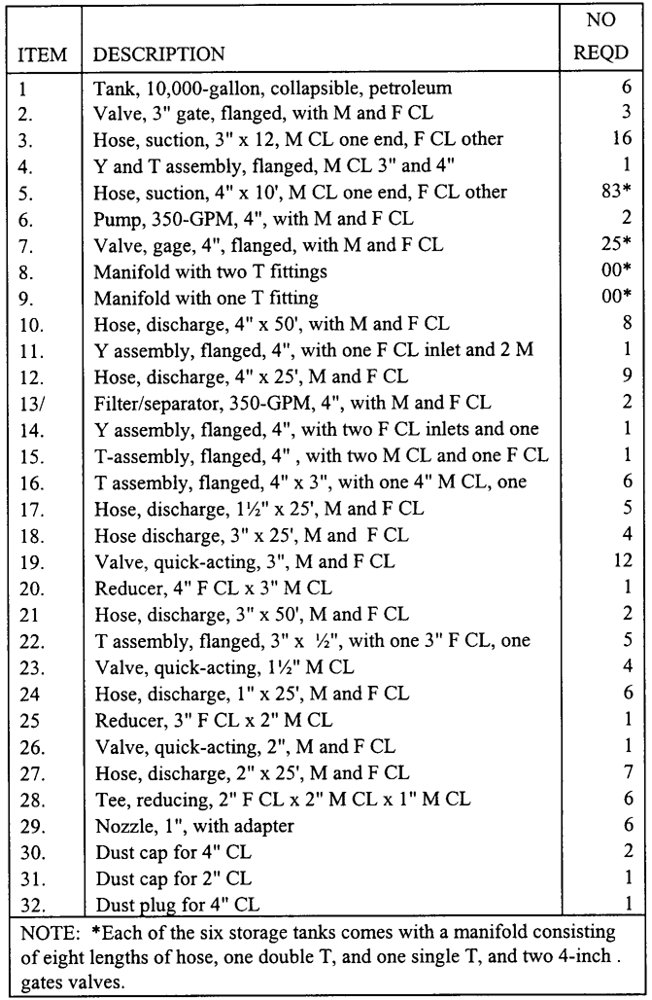 NO
ITEM DESCRIPTION REQD
1 Tank, 10,000-gallon, collapsible, petroleum 6
2. Valve, 3" gate, flanged, with M and F CL 3
3. Hose, suction, 3" x 12, M CL one end, F CL other 16
4. Y and T assembly, flanged, M CL 3" and 4" 1
5. Hose, suction, 4" x 10', M CL one end, F CL other 83*
6. Pump, 350-GPM, 4", with M and F CL 2
7. Valve, gage, 4", flanged, with M and F CL 25*
8. Manifold with two T fittings 00*
9. Manifold with one T fitting 00*
10. Hose, discharge, 4" x 50', with M and F CL 8
11. Y assembly, flanged, 4", with one F CL inlet and 2 M 1
12. Hose, discharge, 4" x 25', M and F CL 9
13/ Filter/separator, 350-GPM, 4", with M and F CL 2
14. Y assembly, flanged, 4", with two F CL inlets and one 1
15. T-assembly, flanged, 4" , with two M CL and one F CL 1
16. T assembly, flanged, 4" x 3", with one 4" M CL, one 6
17. Hose, discharge, 1½" x 25', M and F CL 5
18. Hose discharge, 3" x 25', M and F CL 4
19. Valve, quick-acting, 3", M and F CL 12
20. Reducer, 4" F CL x 3" M CL 1
21 Hose, discharge, 3" x 50', M and F CL 2
22. T assembly, flanged, 3" x ½", with one 3" F CL, one 5
23. Valve, quick-acting, 1½" M CL 4
24 Hose, discharge, 1" x 25', M and F CL 6
25 Reducer, 3" F CL x 2" M CL 1
26. Valve, quick-acting, 2", M and F CL 1
27. Hose, discharge, 2" x 25', M and F CL 7
28. Tee, reducing, 2" F CL x 2" M CL x 1" M CL 6
29. Nozzle, 1", with adapter 6
30. Dust cap for 4" CL 2
31. Dust cap for 2" CL 1
32. Dust plug for 4" CL 1
NOTE: *Each of the six storage tanks comes with a manifold consisting
of eight lengths of hose, one double T, and one single T, and two 4-inch .
gates valves.